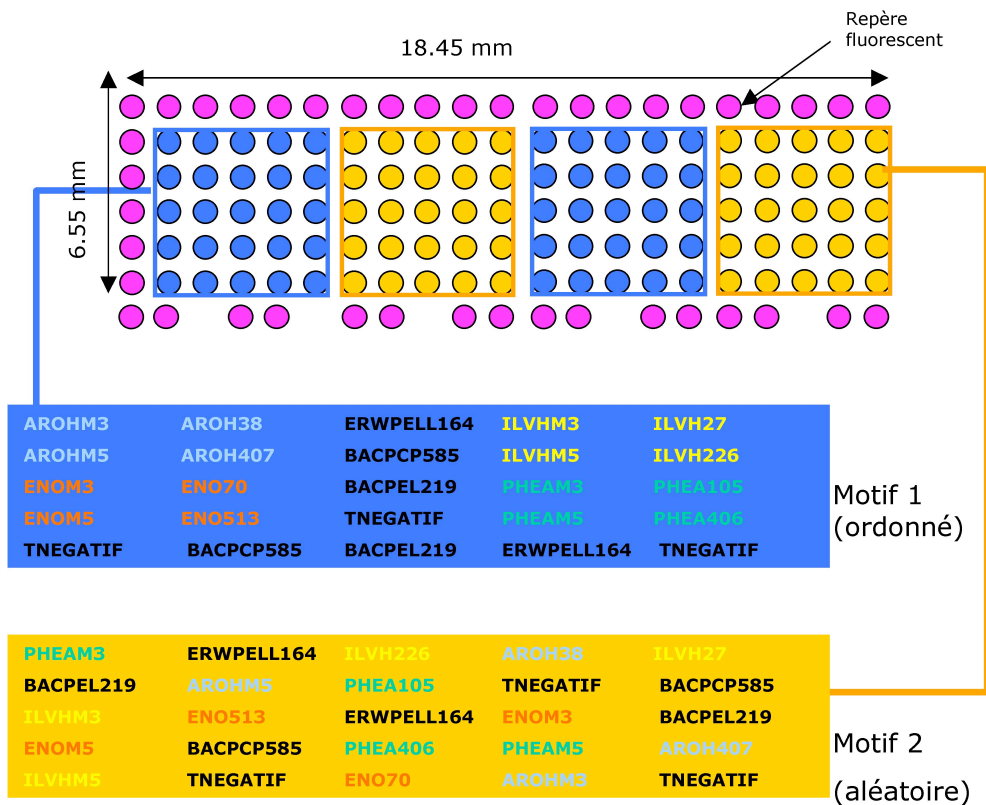 Repère
fluorescent
18.45 mm
6.55 mm
AROHM3 AROH38 ERWPELL164 ILVHM3 ILVH27
AROHM5 AROH407 BACPCP585 ILVHM5 ILVH226
ENOM3 ENO70 BACPEL219 PHEAM3 PHEA105
ENOM5 ENO513 TNEGATIF PHEAM5 PHEA406
TNEGATIF BACPCP585 BACPEL219 ERWPELL164 TNEGATIF
Motif 1
(ordonné)
PHEAM3 ERWPELL164 ILVH226 AROH38 ILVH27
BACPEL219 AROHM5 PHEA105 TNEGATIF BACPCP585
ILVHM3 ENO513 ERWPELL164 ENOM3 BACPEL219
ENOM5 BACPCP585 PHEA406 PHEAM5 AROH407
ILVHM5 TNEGATIF ENO70 AROHM3 TNEGATIF
Motif 2
(aléatoire)